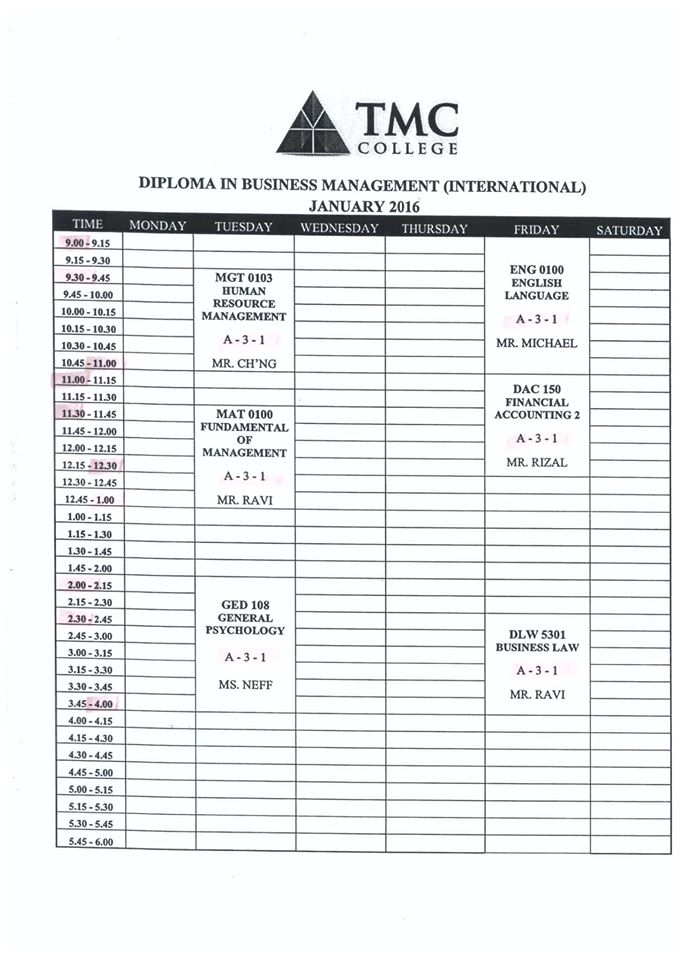 TMC
COLLEGE
DIPLOMA IN BUSINESS MANAGEMENT (INTERNATIONAL)
JANUARY 2016
TIME MONDAY TUESDAY WEDNESDAY THURSDAY FRIDAY SATURDAY
9.00 - 9.15
9.15 - 9.30
9.30 - 9.45
9.45 - 10.00
10.00 - 10.15
10.15 - 10.30
10.30 - 10.45
10.45 - 11.00
11.00 - 11.15
11.15 - 11.30
11.30 - 11.45
11.45 - 12.00
12.00 - 12.15
12.15 - 12.30
12.30 - 12.45
12.45 - 1.00
1.00 - 1.15
1.15 - 1.30
1.30 - 1.45
1.45 - 2.00
2.00 - 2.15
2.15 - 2.30
2.30 - 2.45
2.45 - 3.00
3.00 - 3.15
3.15 - 3.30
3.30 - 3.45
3.45 - 4.00
4.00 - 4.15
4.15 - 4.30
4.30 - 4.45
4.45 - 5.00
5.00 - 5.15
5.15 - 5.30
5.30 - 5.45
5.45 - 6.00
MGT 0103
HUMAN
RESOURCE
MANAGEMENT
A - 3 - 1
MR. CH'NG
MAT 0100
FUNDAMENTAL
OF
MANAGEMENT
A - 3 - 1
MR. RAVI
GED 108
GENERAL
PSYCHOLOGY
A - 3 - 1
MS. NEFF
ENG 0100
ENGLISH
LANGUAGE
A - 3 - 1
MR. MICHAEL
DAC 150
FINANCIAL
ACCOUNTING 2
A - 3 - 1
MR. RIZAL
DLW 5301
BUSINESS LAW
A - 3 - 1
MR. RAVI